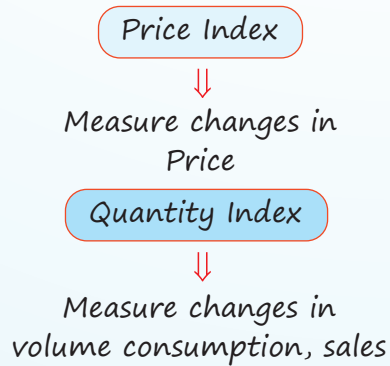 Price Index
⇓
Measure changes in
Price
Quantity Index
⇓
Measure changes in
volume consumption, sales